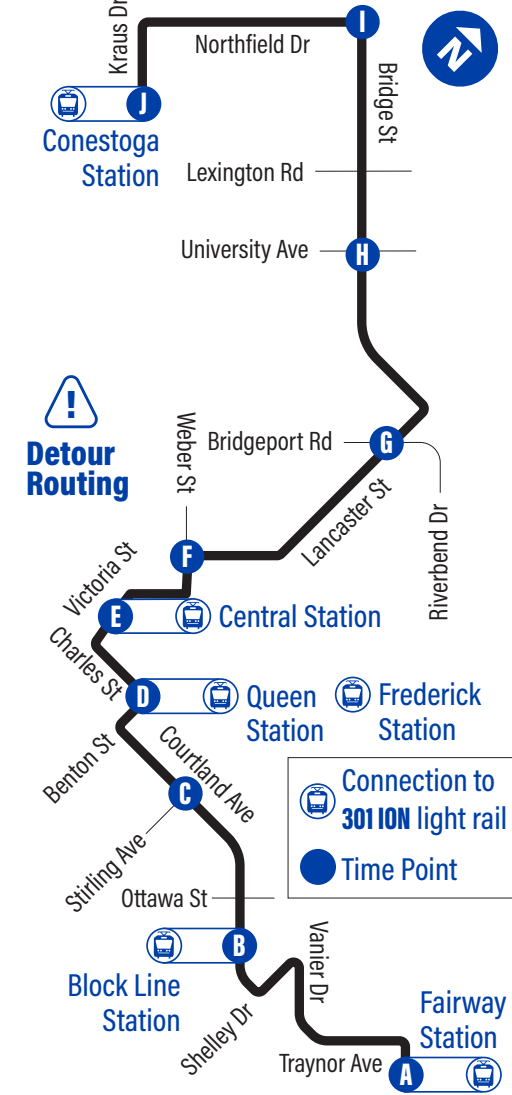 Kraus Dr
Northfield Dr
I
N
Bridge St
J
Conestoga
Station
Lexington Rd
University Ave
H
!
Detour
Routing
Weber St
Bridgeport Rd
G
Lancaster St
Riverbend Dr
F
Victoria St
E
Central Station
Charles St
D
Queen
Station
Frederick
Station
Benton St
Courtland Ave
C
Stirling Ave
Connection to
301 ION light rail
Time Point
Ottawa St
B
Block Line
Station
Vanier Dr
Shelley Dr
Fairway
Station
Traynor Ave
A